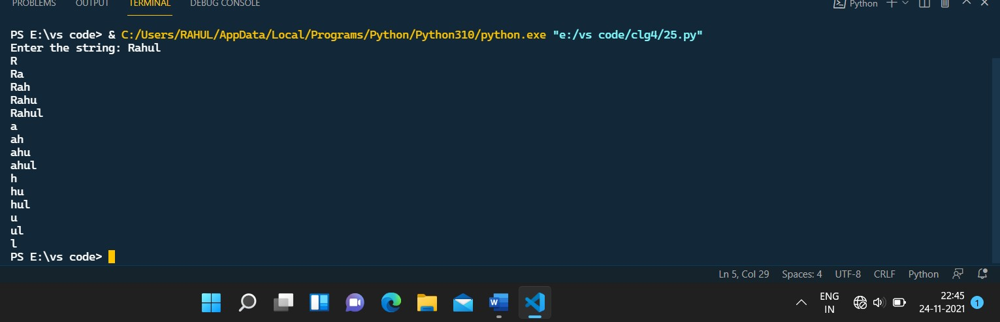 PROBLEMS OUTPUT TERMINAL DEBUG CONSOLE Python
PS E:\vs code> & C:/Users/RAHUL/AppData/Local/Programs/Python/Python310/python.exe "e:/vs code/clg4/25.py"
Enter the string: Rahul
R
Ra
Rah
Rahu
Rahul
a
ah
ahu
ahul
h
hu
hul
u
ul
l
PS E:\vs code>
Ln 5, Col 29 Spaces: 4 UTF-8 CRLF Python
W ENG 22:45
IN 24-11-2021 1